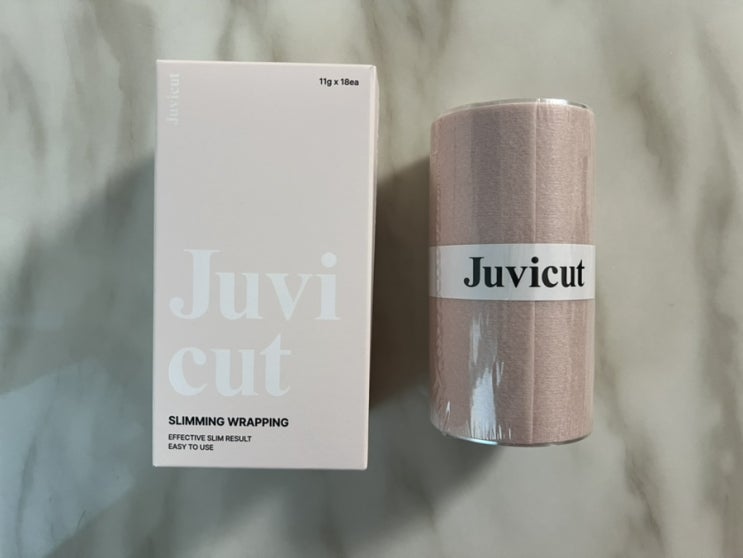 Juvicut
11g x 18ea
Juvi
cut
SLIMMING WRAPPING
EFFECTIVE SLIM RESULT
EASY TO USE
Juvicut